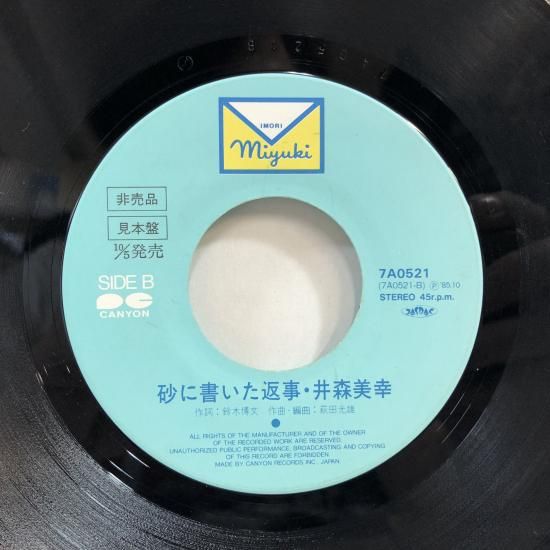 IMORI
Miyuki
非売品
見本盤
10/5発売
SIDE B
CANYON
7A0521
(7A0521-B) Ⓟ '85.10
STEREO 45r.p.m.
JASRAC
砂に書いた返事・井森美幸
作詞:鈴木博文 作曲・編曲:萩田光雄
ALL RIGHTS OF THE MANUFACTURER AND OF THE OWNER
OF THE RECORDED WORK ARE RESERVED.
UNAUTHORIZED PUBLIC PERFORMANCE, BROADCASTING AND COPYING
OF THIS RECORD ARE FORBIDDEN.
MADE BY CANYON RECORDS INC., JAPAN.